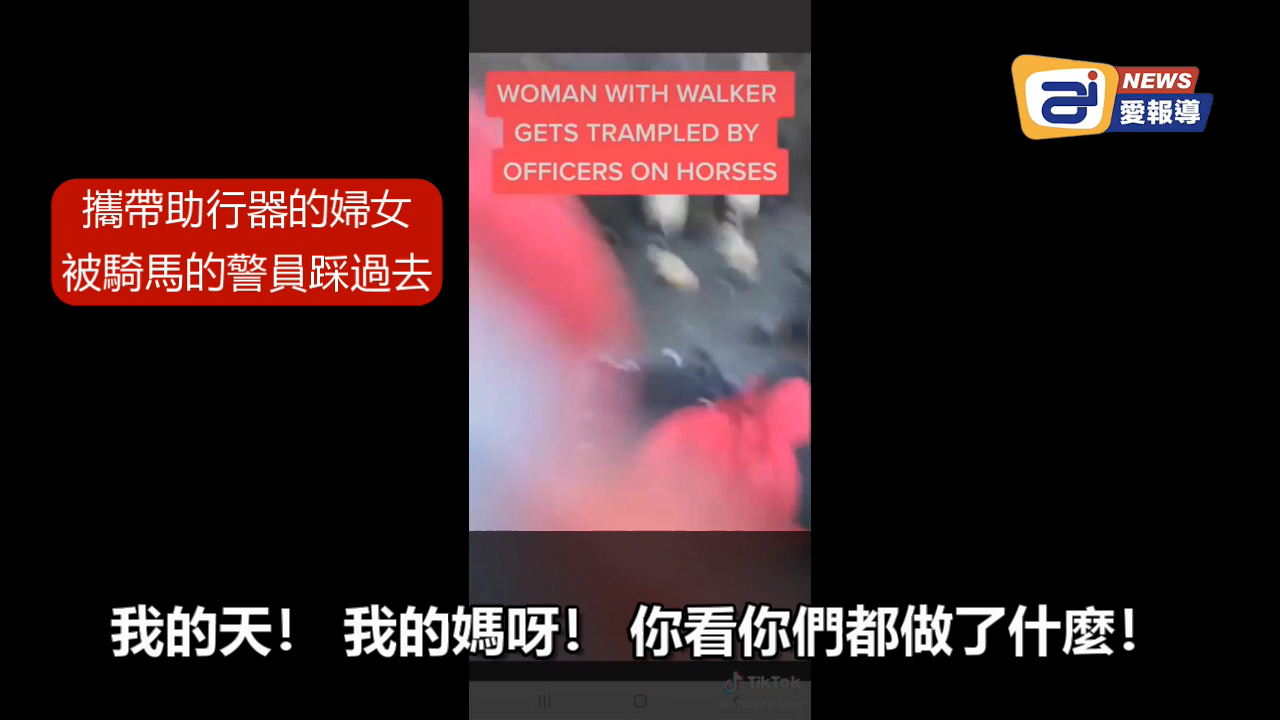 WOMAN WITH WALKER
GETS TRAMPLED BY
OFFICERS ON HORSES
NEWS
愛報導
攜帶助行器的婦女
被騎馬的警員踩過去
我的天! 我的媽呀! 你看你們都做了什麼!
TikTok